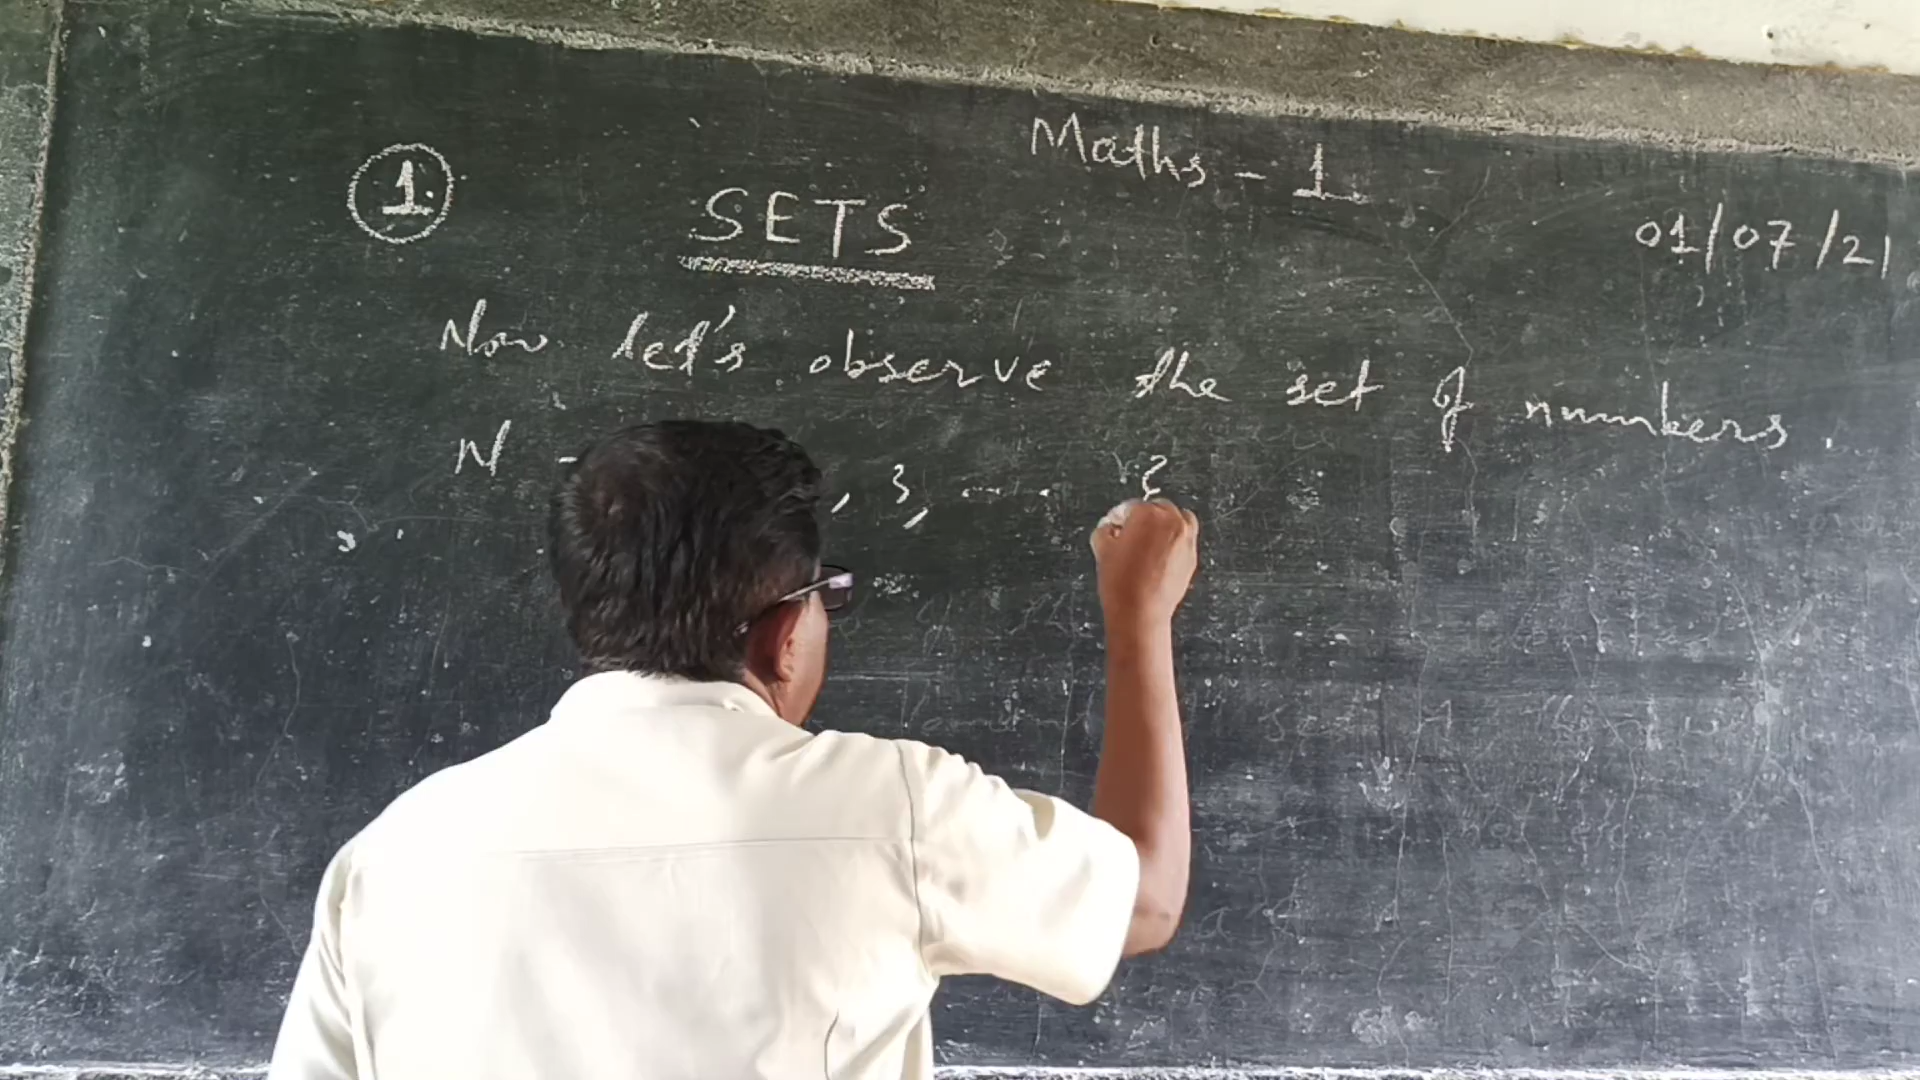 Maths - 1
1.
SETS
01/07/21
Now let's observe the set of numbers.
N - , 3, ---- }